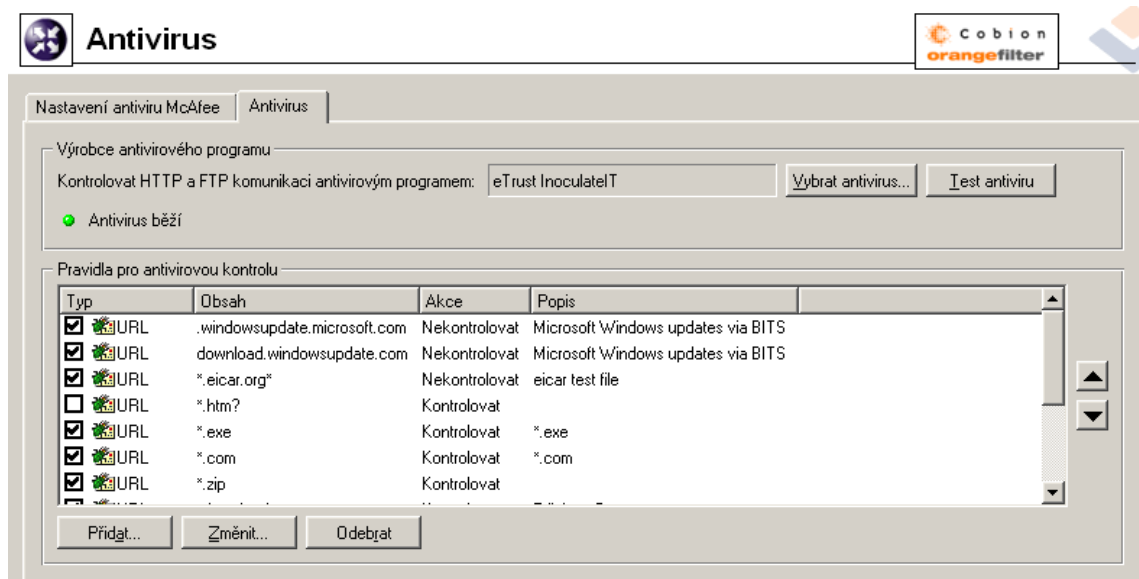 Antivirus
Cobion
orangefilter
Nastavení antiviru McAfee Antivirus
Výrobce antivirového programu
Kontrolovat HTTP a FTP komunikaci antivirovým programem: eTrust InoculateIT Vybrat antivirus... Test antiviru
Antivirus běží
Pravidla pro antivirovou kontrolu
Typ Obsah Akce Popis
URL .windowsupdate.microsoft.com Nekontrolovat Microsoft Windows updates via BITS
URL download.windowsupdate.com Nekontrolovat Microsoft Windows updates via BITS
URL *.eicar.org* Nekontrolovat eicar test file
URL *.htm? Kontrolovat
URL *.exe Kontrolovat *.exe
URL *.com Kontrolovat *.com
URL *.zip Kontrolovat
Přidat... Změnit... Odebrat